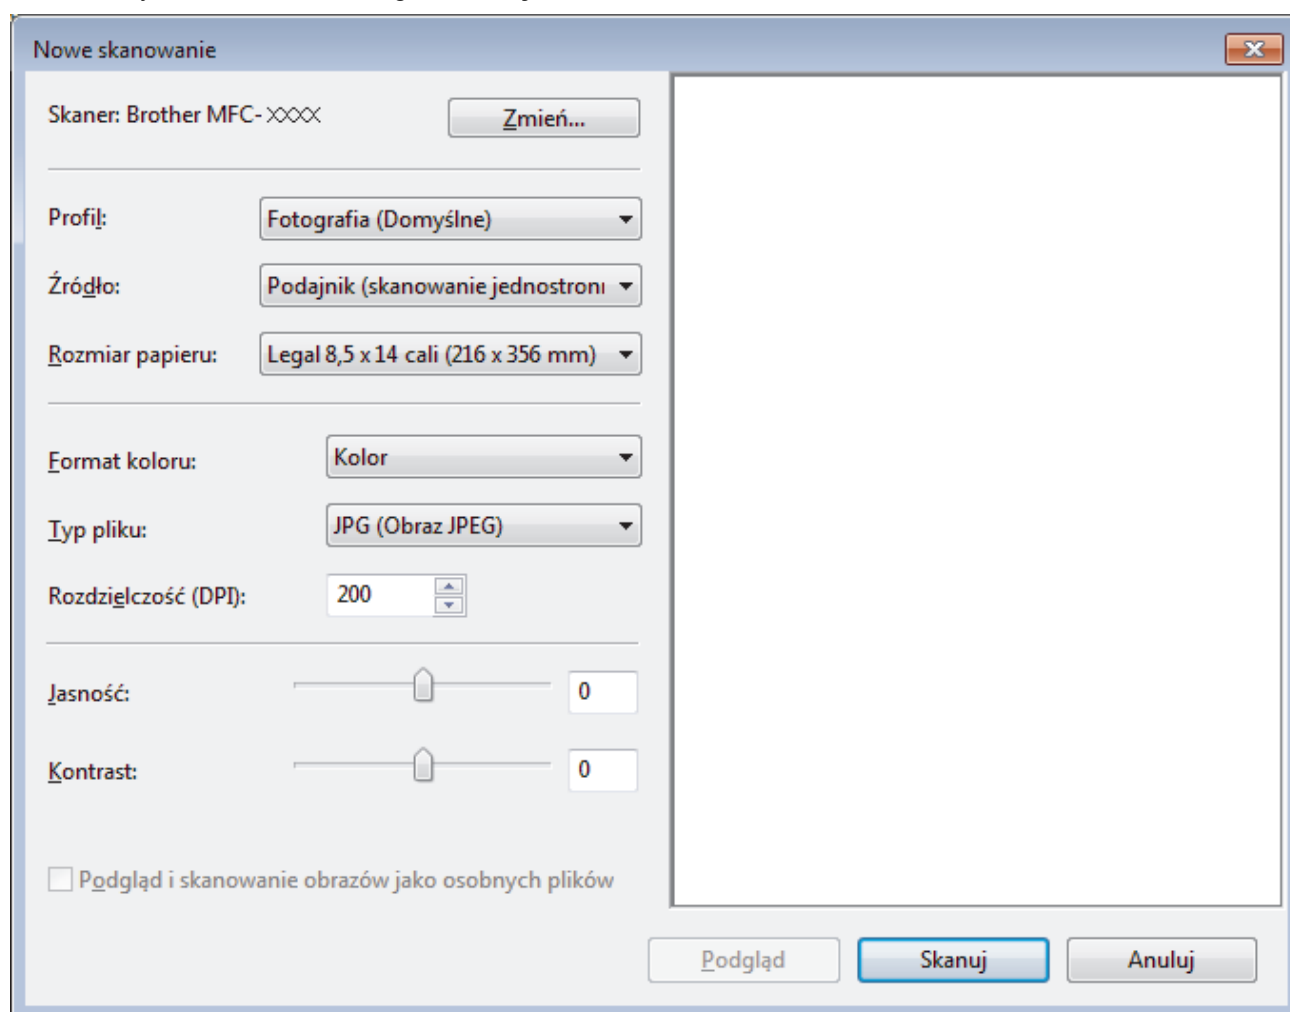 Nowe skanowanie
Skaner: Brother MFC-XXXX
Zmień...
Profil:
Fotografia (Domyślne)
Źródło:
Podajnik (skanowanie jednostron
Rozmiar papieru:
Legal 8,5 x 14 cali (216 x 356 mm)
Format koloru:
Kolor
Typ pliku:
JPG (Obraz JPEG)
Rozdzielczość (DPI):
200
Jasność:
0
Kontrast:
0
Podgląd i skanowanie obrazów jako osobnych plików
Podgląd
Skanuj
Anuluj